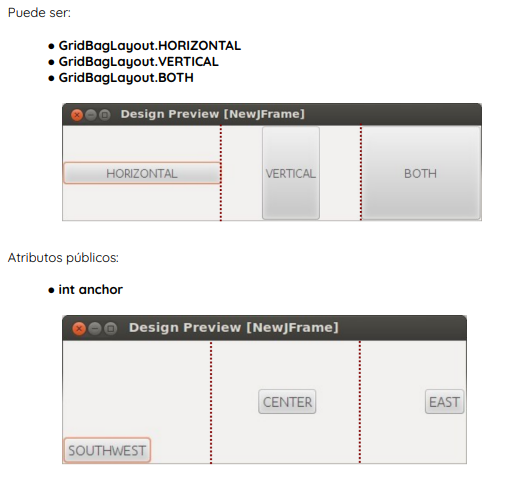 Puede ser:
● GridBagLayout.HORIZONTAL
● GridBagLayout.VERTICAL
● GridBagLayout.BOTH
Design Preview [NewJFrame]
HORIZONTAL VERTICAL BOTH
Atributos públicos:
● int anchor
Design Preview [NewJFrame]
CENTER EAST
SOUTHWEST